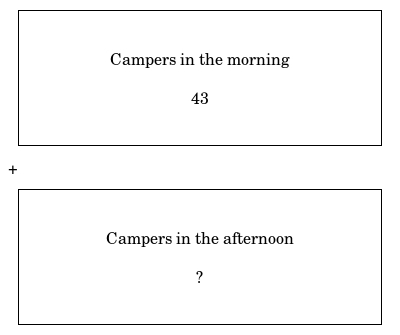 Campers in the morning
43
+
Campers in the afternoon
?